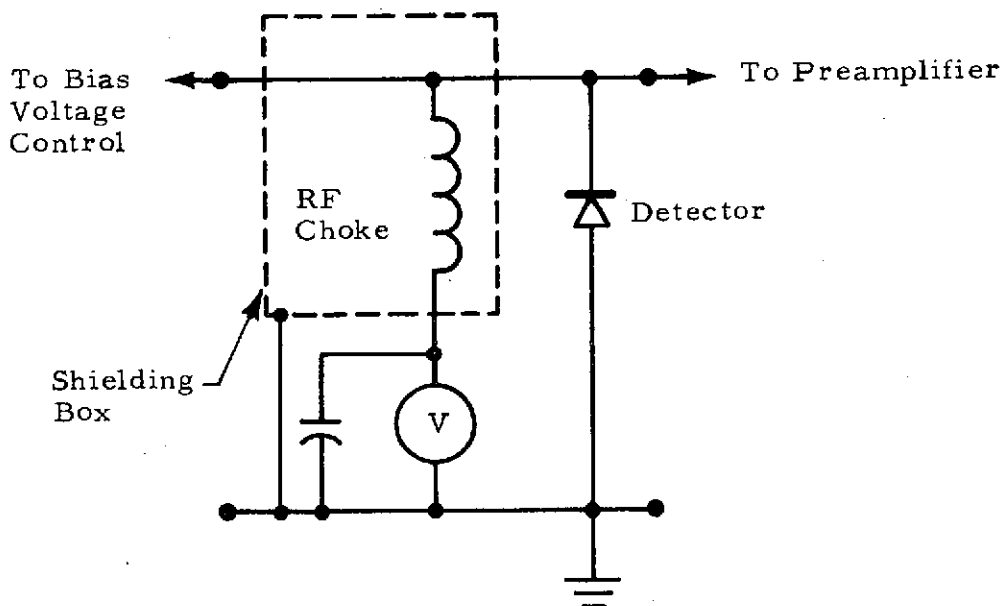 To Bias
Voltage
Control
To Preamplifier
RF
Choke
Detector
Shielding
Box
V